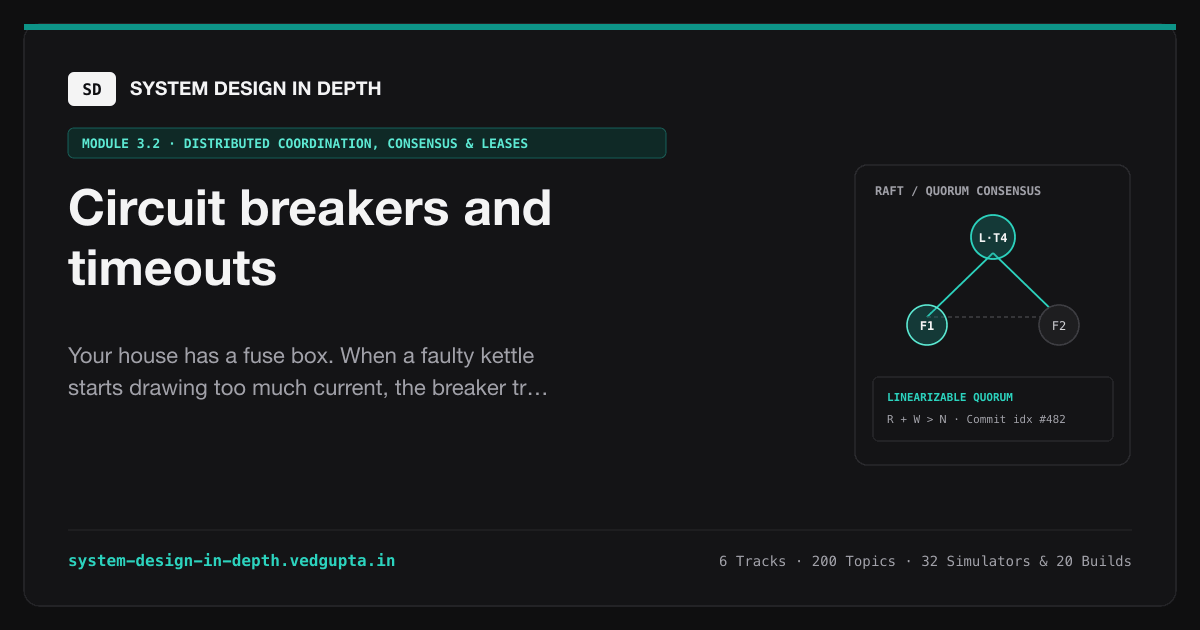 SD
SYSTEM DESIGN IN DEPTH
MODULE 3.2 · DISTRIBUTED COORDINATION, CONSENSUS & LEASES
Circuit breakers and
timeouts
Your house has a fuse box. When a faulty kettle
starts drawing too much current, the breaker tr…
RAFT / QUORUM CONSENSUS
L·T4
F1
F2
LINEARIZABLE QUORUM
R + W > N · Commit idx #482
system-design-in-depth.vedgupta.in
6 Tracks · 200 Topics · 32 Simulators & 20 Builds